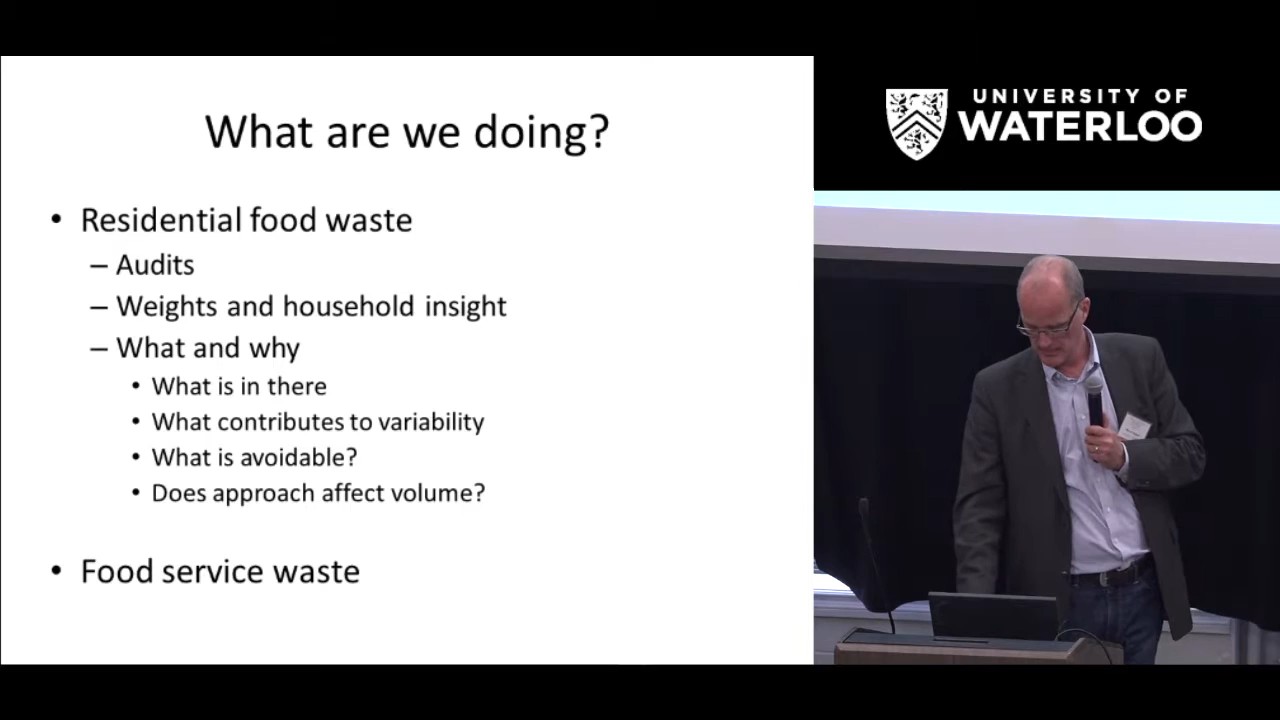 What are we doing?
• Residential food waste
– Audits
– Weights and household insight
– What and why
• What is in there
• What contributes to variability
• What is avoidable?
• Does approach affect volume?
• Food service waste
UNIVERSITY OF
WATERLOO